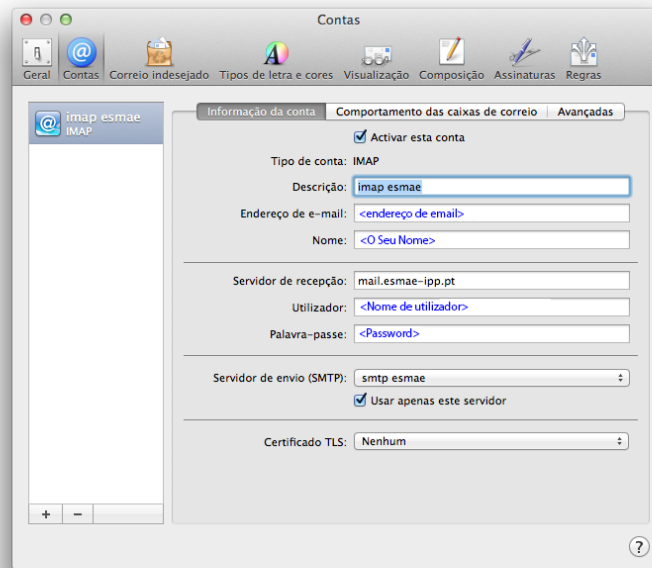 Contas
Geral Contas Correio indesejado Tipos de letra e cores Visualização Composição Assinaturas Regras
imap esmae
IMAP
Informação da conta Comportamento das caixas de correio Avançadas
Activar esta conta
Tipo de conta: IMAP
Descrição: imap esmae
Endereço de e-mail: <endereço de email>
Nome: <O Seu Nome>
Servidor de recepção: mail.esmae-ipp.pt
Utilizador: <Nome de utilizador>
Palavra-passe: <Password>
Servidor de envio (SMTP): smtp esmae
Usar apenas este servidor
Certificado TLS: Nenhum
+ −
?